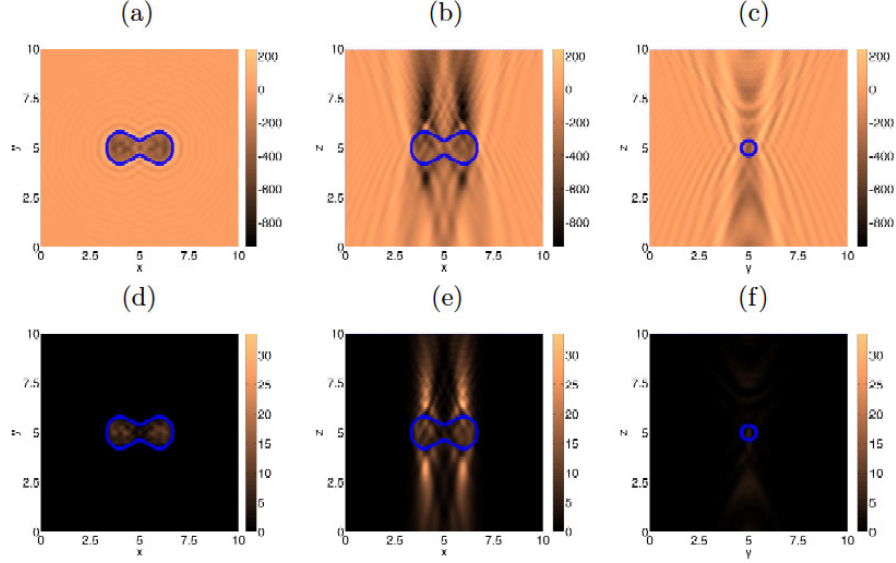 (a) (b) (c)
10 7.5 5 2.5 0 y 0 2.5 5 7.5 10 x 200 0 -200 -400 -600 -800
10 7.5 5 2.5 0 z 0 2.5 5 7.5 10 x 200 0 -200 -400 -600 -800
10 7.5 5 2.5 0 z 0 2.5 5 7.5 10 y 200 0 -200 -400 -600 -800
(d) (e) (f)
10 7.5 5 2.5 0 y 0 2.5 5 7.5 10 x 30 25 20 15 10 5 0
10 7.5 5 2.5 0 z 0 2.5 5 7.5 10 x 30 25 20 15 10 5 0
10 7.5 5 2.5 0 z 0 2.5 5 7.5 10 y 30 25 20 15 10 5 0